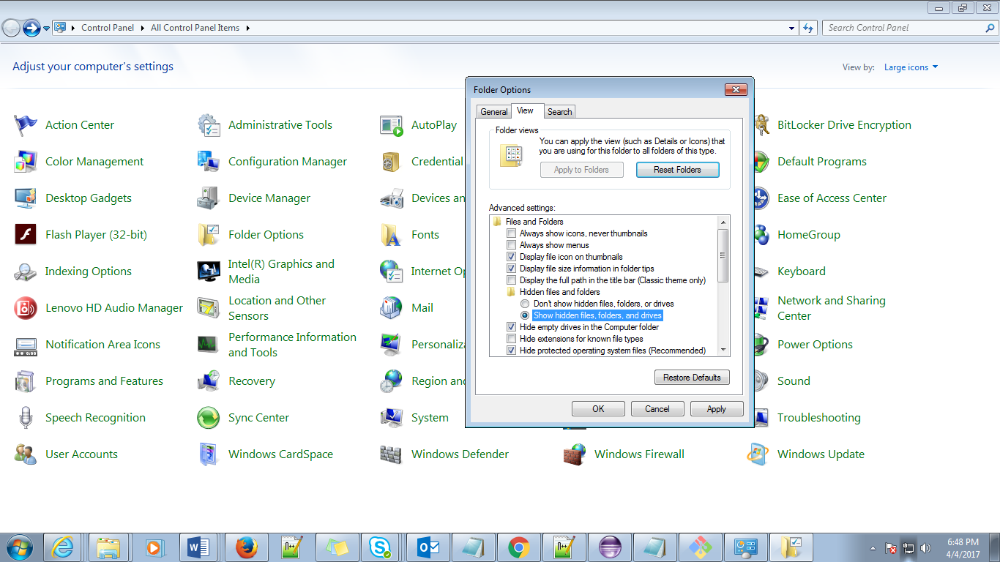 Control Panel
All Control Panel Items
Search Control Panel
Adjust your computer's settings
View by:
Large icons
Action Center
Administrative Tools
AutoPlay
BitLocker Drive Encryption
Color Management
Configuration Manager
Credential
Default Programs
Desktop Gadgets
Device Manager
Devices an
Ease of Access Center
Flash Player (32-bit)
Folder Options
Fonts
HomeGroup
Indexing Options
Intel(R) Graphics and
Media
Internet Op
Keyboard
Lenovo HD Audio Manager
Location and Other
Sensors
Mail
Network and Sharing
Center
Notification Area Icons
Performance Information
and Tools
Personaliz
Power Options
Programs and Features
Recovery
Region and
Sound
Speech Recognition
Sync Center
System
Troubleshooting
User Accounts
Windows CardSpace
Windows Defender
Windows Firewall
Windows Update
Folder Options
General
View
Search
Folder views
You can apply the view (such as Details or Icons) that
you are using for this folder to all folders of this type.
Apply to Folders
Reset Folders
Advanced settings:
Files and Folders
Always show icons, never thumbnails
Always show menus
Display file icon on thumbnails
Display file size information in folder tips
Display the full path in the title bar (Classic theme only)
Hidden files and folders
Don't show hidden files, folders, or drives
Show hidden files, folders, and drives
Hide empty drives in the Computer folder
Hide extensions for known file types
Hide protected operating system files (Recommended)
Restore Defaults
OK
Cancel
Apply
6:48 PM
4/4/2017